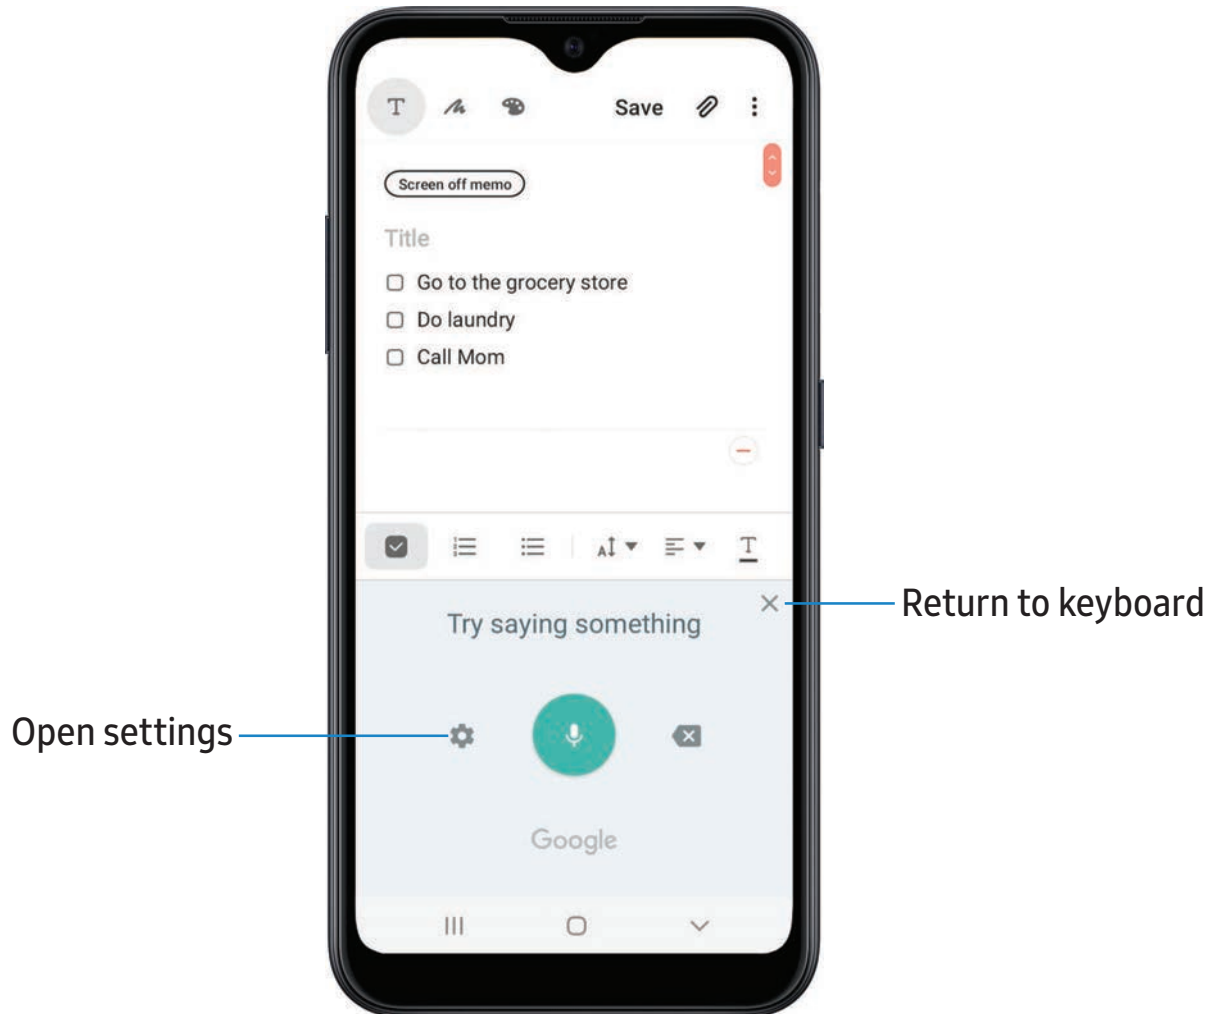 T
Save
Screen off memo
Title
Go to the grocery store
Do laundry
Call Mom
A
T
Return to keyboard
Try saying something
Open settings
Google